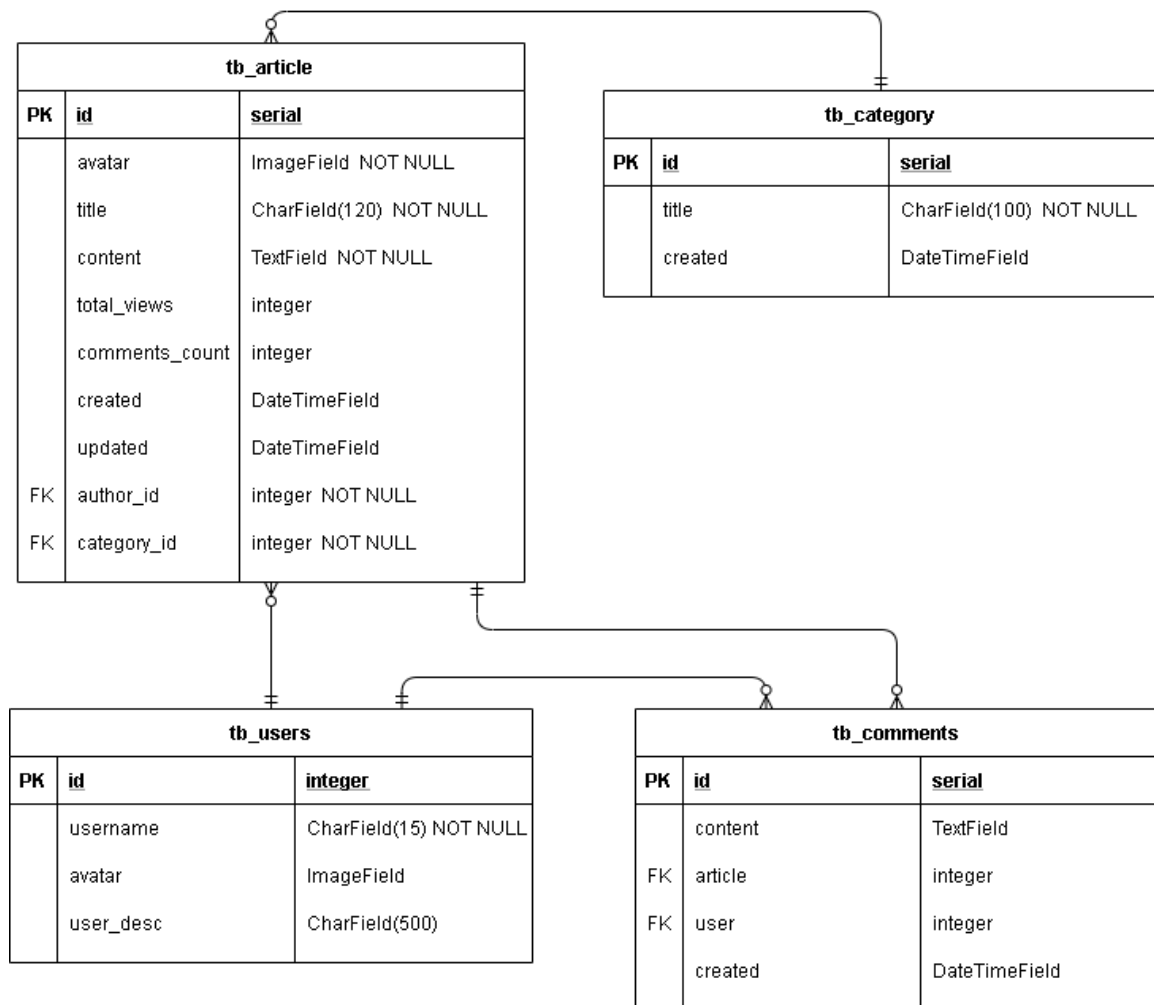 tb_article
PK id serial
avatar ImageField NOT NULL
title CharField(120) NOT NULL
content TextField NOT NULL
total_views integer
comments_count integer
created DateTimeField
updated DateTimeField
FK author_id integer NOT NULL
FK category_id integer NOT NULL
tb_category
PK id serial
title CharField(100) NOT NULL
created DateTimeField
tb_users
PK id integer
username CharField(15) NOT NULL
avatar ImageField
user_desc CharField(500)
tb_comments
PK id serial
content TextField
FK article integer
FK user integer
created DateTimeField